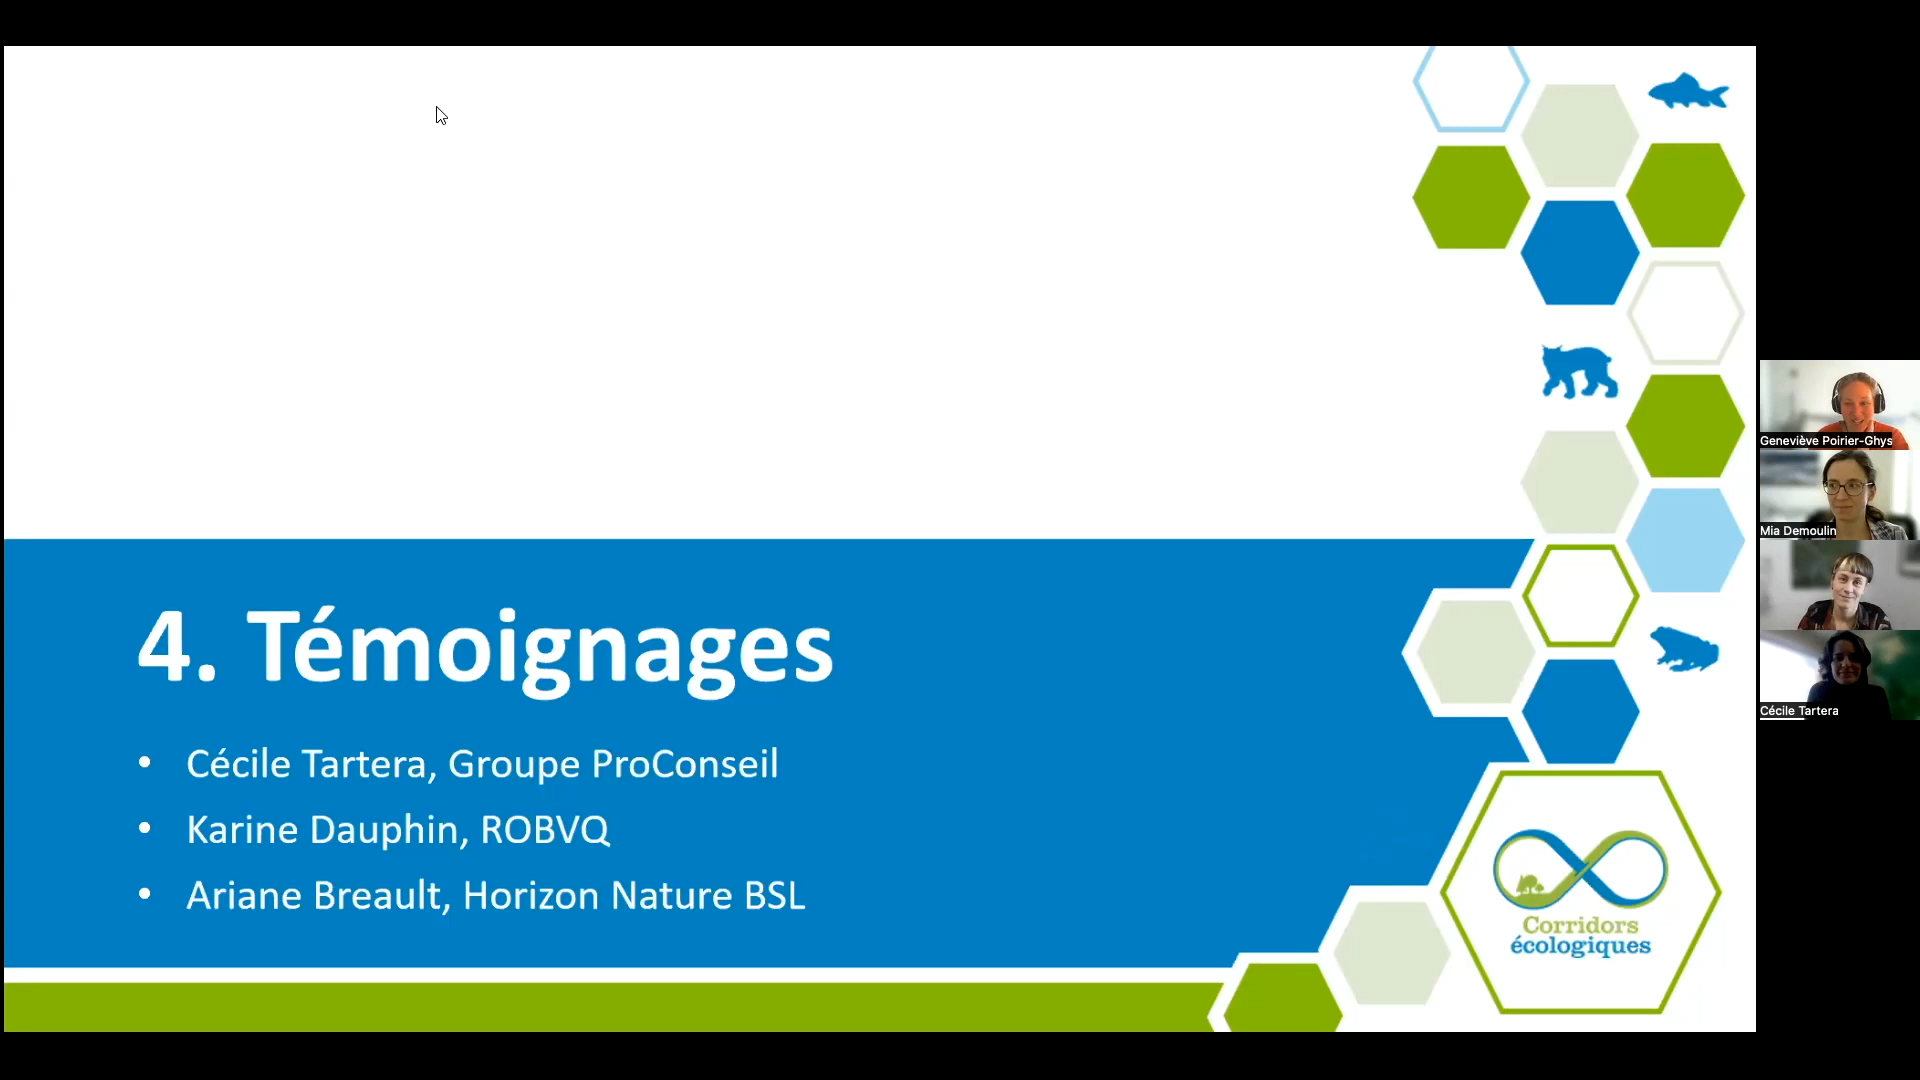 4. Témoignages
• Cécile Tartera, Groupe ProConseil
• Karine Dauphin, ROBVQ
• Ariane Breault, Horizon Nature BSL
Corridors
écologiques
Geneviève Poirier-Ghys
Mia Demoulin
Cécile Tartera